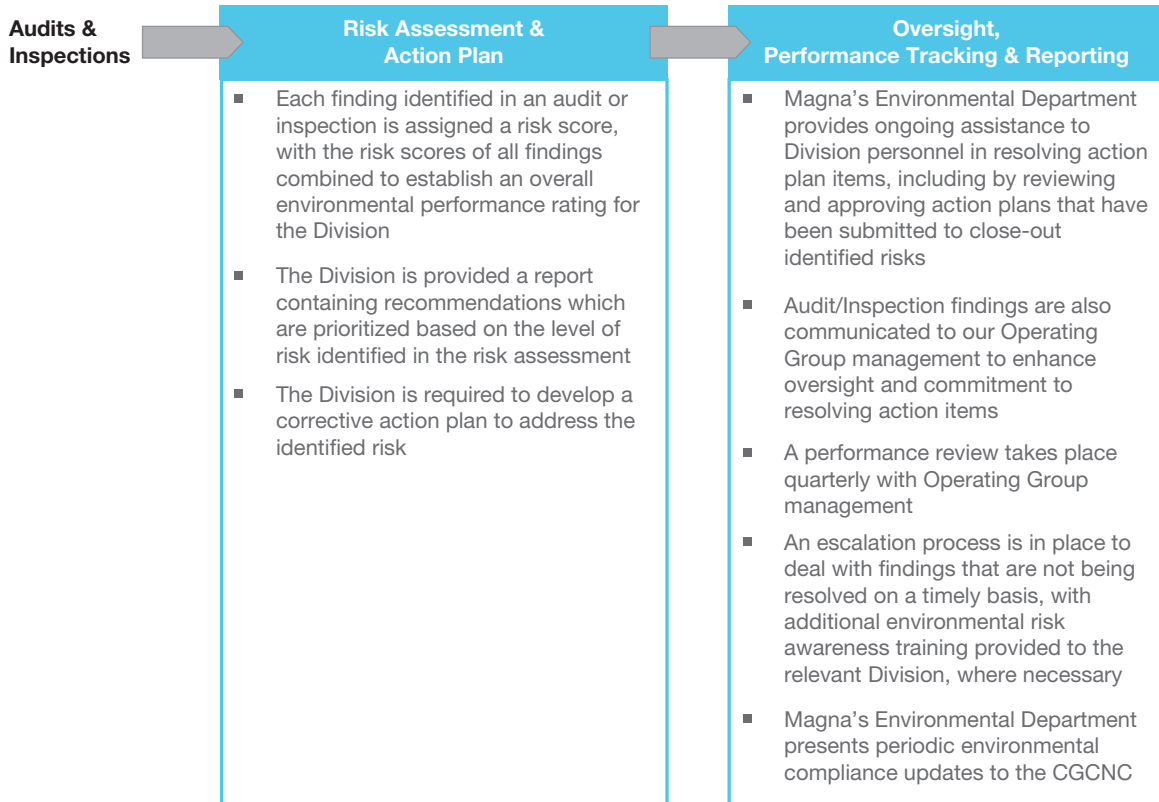 Audits &
Inspections
Risk Assessment &
Action Plan
■ Each finding identified in an audit or
inspection is assigned a risk score,
with the risk scores of all findings
combined to establish an overall
environmental performance rating for
the Division
■ The Division is provided a report
containing recommendations which
are prioritized based on the level of
risk identified in the risk assessment
■ The Division is required to develop a
corrective action plan to address the
identified risk
Oversight,
Performance Tracking & Reporting
■ Magna’s Environmental Department
provides ongoing assistance to
Division personnel in resolving action
plan items, including by reviewing
and approving action plans that have
been submitted to close-out
identified risks
■ Audit/Inspection findings are also
communicated to our Operating
Group management to enhance
oversight and commitment to
resolving action items
■ A performance review takes place
quarterly with Operating Group
management
■ An escalation process is in place to
deal with findings that are not being
resolved on a timely basis, with
additional environmental risk
awareness training provided to the
relevant Division, where necessary
■ Magna’s Environmental Department
presents periodic environmental
compliance updates to the CGCNC